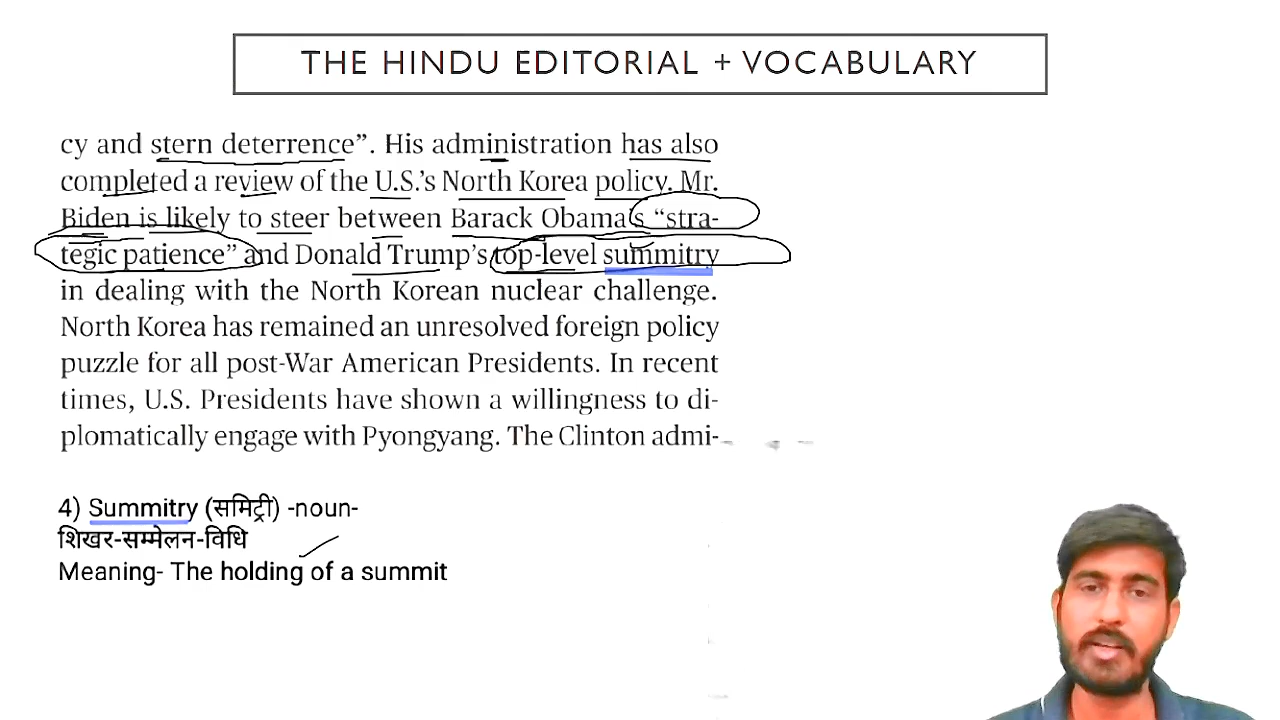 THE HINDU EDITORIAL + VOCABULARY
cy and stern deterrence”. His administration has also
completed a review of the U.S.’s North Korea policy. Mr.
Biden is likely to steer between Barack Obama’s “stra-
tegic patience” and Donald Trump’s top-level summitry
in dealing with the North Korean nuclear challenge.
North Korea has remained an unresolved foreign policy
puzzle for all post-War American Presidents. In recent
times, U.S. Presidents have shown a willingness to di-
plomatically engage with Pyongyang. The Clinton admi-
4) Summitry (समिट्री) -noun-
शिखर-सम्मेलन-विधि
Meaning- The holding of a summit